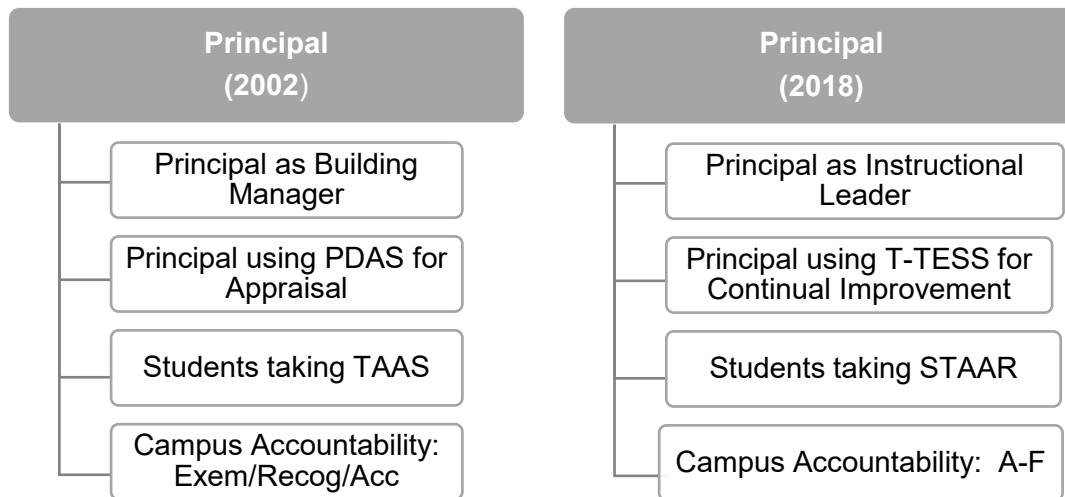 Principal
(2002)
Principal as Building
Manager
Principal using PDAS for
Appraisal
Students taking TAAS
Campus Accountability:
Exem/Recog/Acc
Principal
(2018)
Principal as Instructional
Leader
Principal using T-TESS for
Continual Improvement
Students taking STAAR
Campus Accountability: A-F